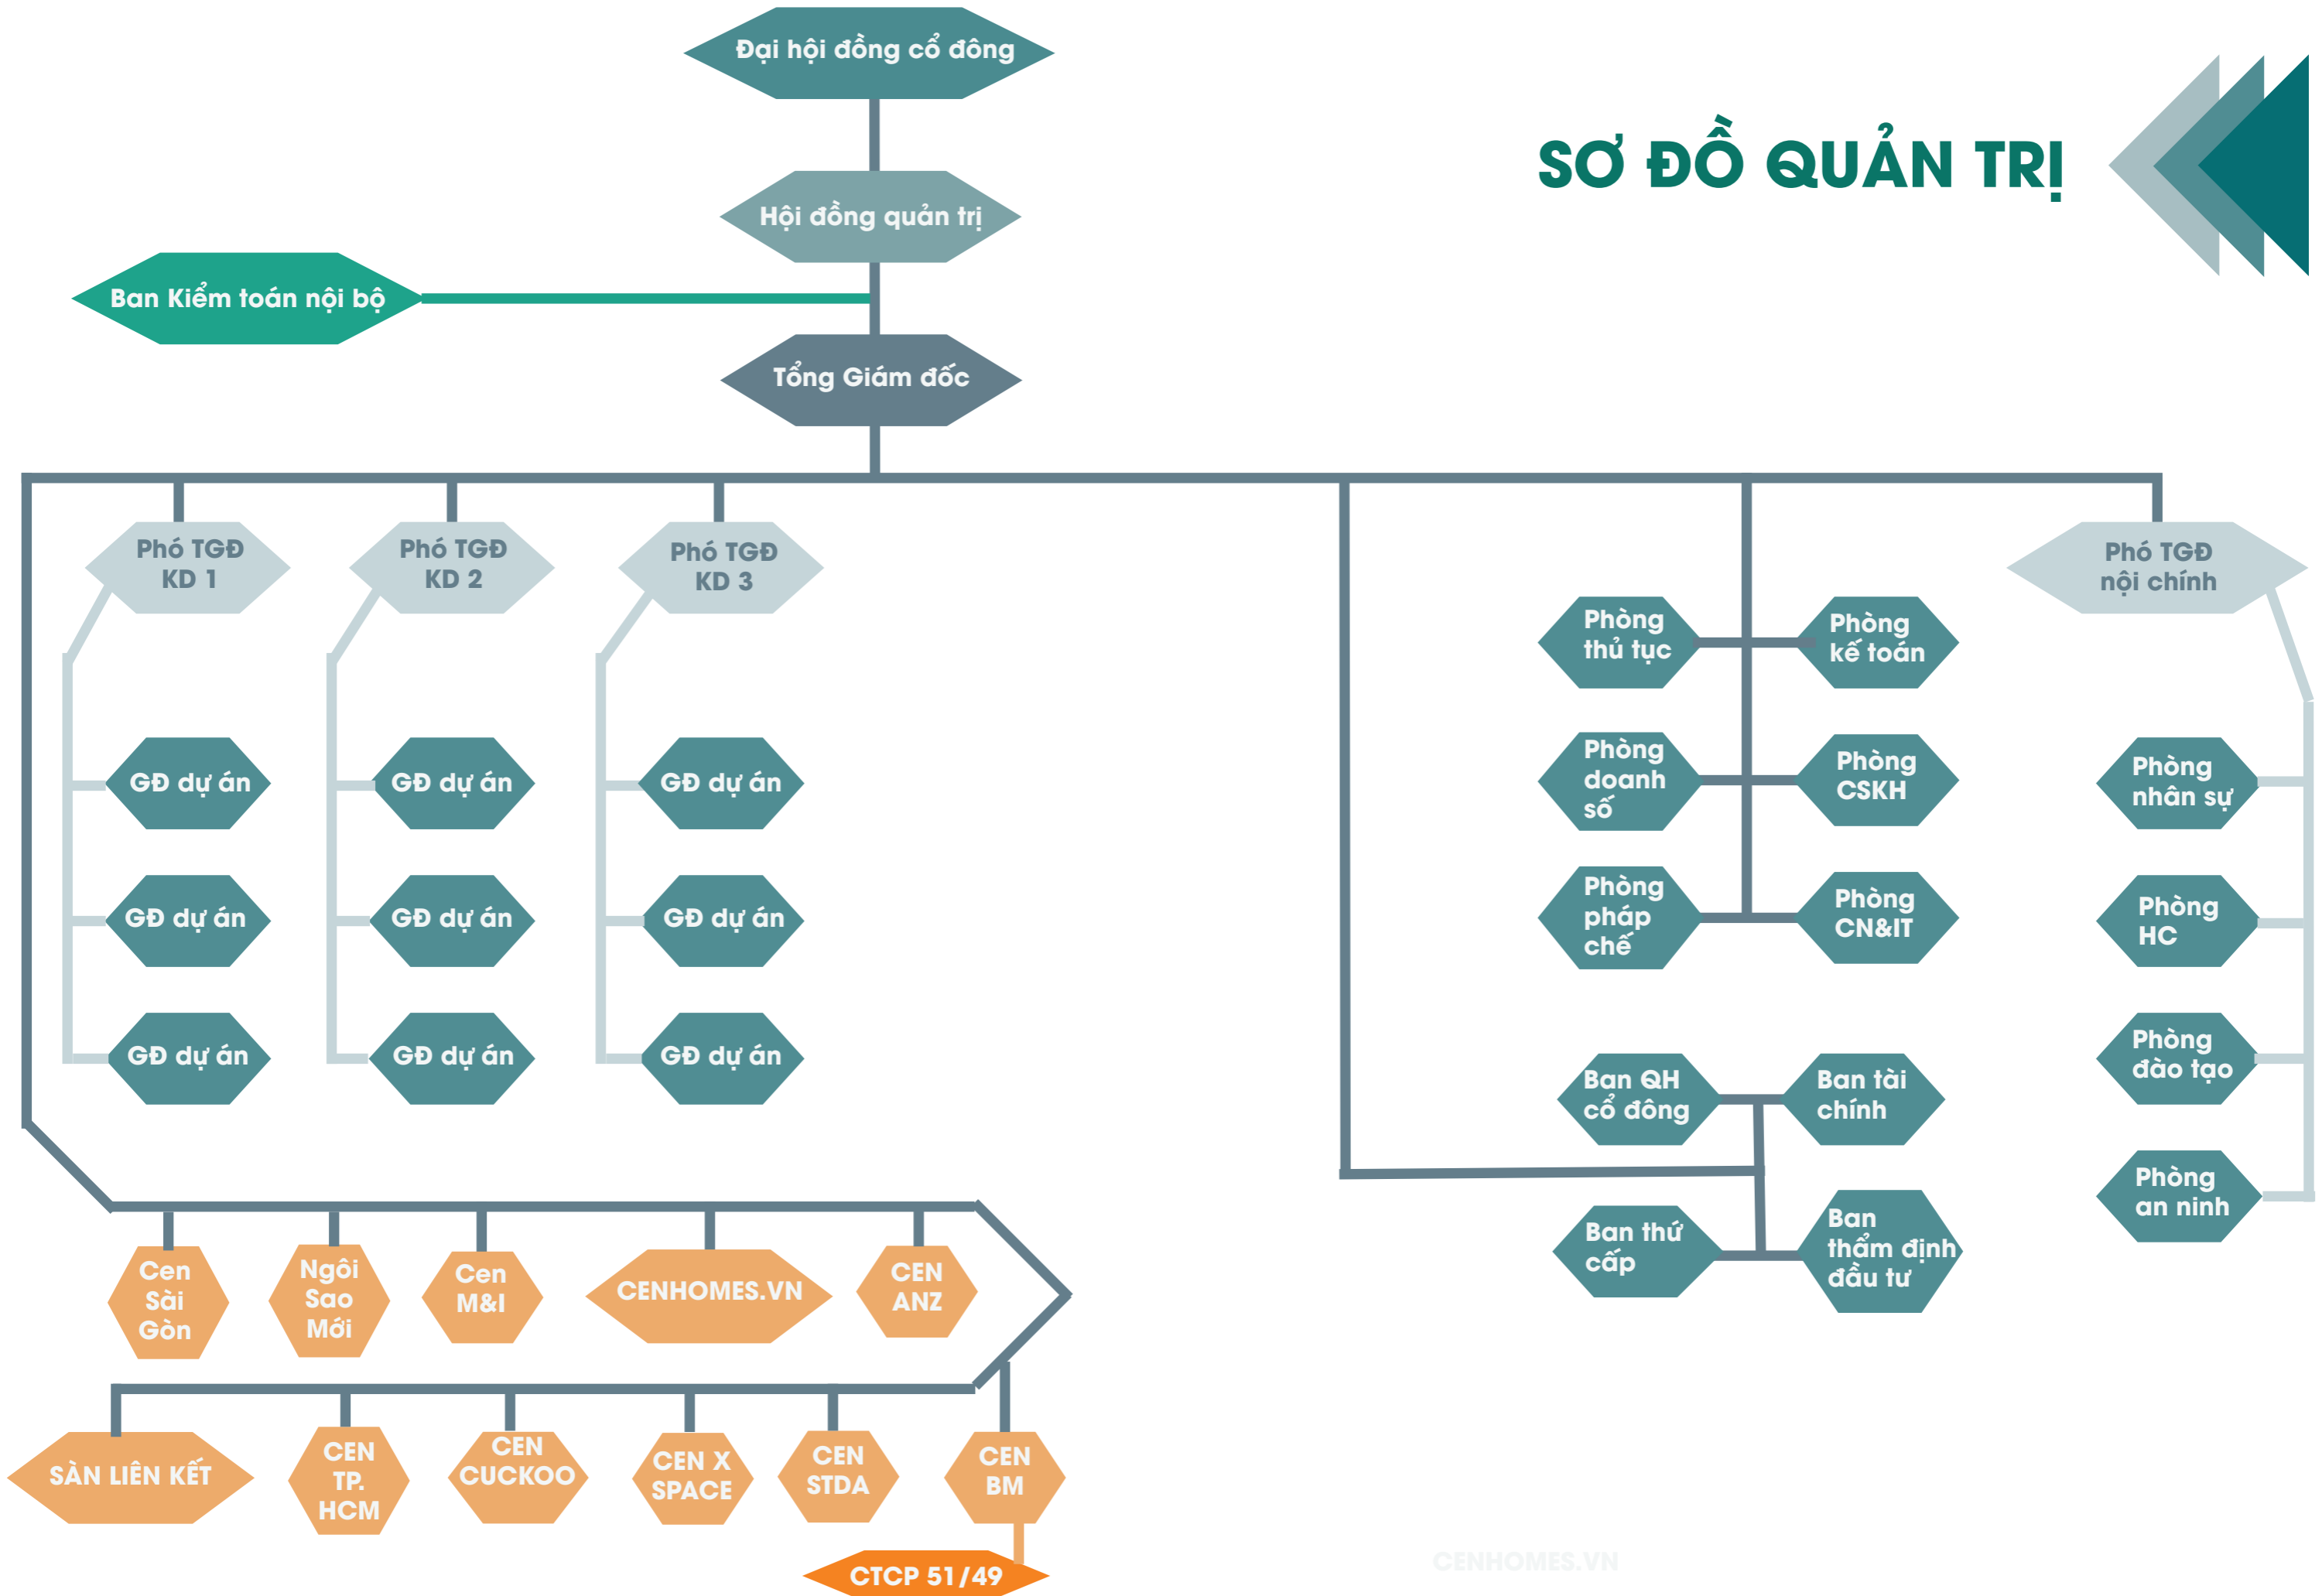 Đại hội đồng cổ đông
SƠ ĐỒ QUẢN TRỊ
Hội đồng quản trị
Ban Kiểm toán nội bộ
Tổng Giám đốc
Phó TGĐ
KD 1
Phó TGĐ
KD 2
Phó TGĐ
KD 3
Phó TGĐ
nội chính
Phòng
thủ tục
Phòng
kế toán
GĐ dự án
GĐ dự án
GĐ dự án
Phòng
doanh
số
Phòng
CSKH
Phòng
nhân sự
GĐ dự án
GĐ dự án
GĐ dự án
Phòng
pháp
chế
Phòng
CN&IT
Phòng
HC
GĐ dự án
GĐ dự án
GĐ dự án
Ban QH
cổ đông
Ban tài
chính
Phòng
đào tạo
Phòng
an ninh
Ban thứ
cấp
Ban
thẩm định
đầu tư
Cen
Sài
Gòn
Ngôi
Sao
Mới
Cen
M&I
CENHOMES.VN
CEN
ANZ
SÀN LIÊN KẾT
CEN
TP.
HCM
CEN
CUCKOO
CEN X
SPACE
CEN
STDA
CEN
BM
CTCP 51/49
CENHOMES.VN